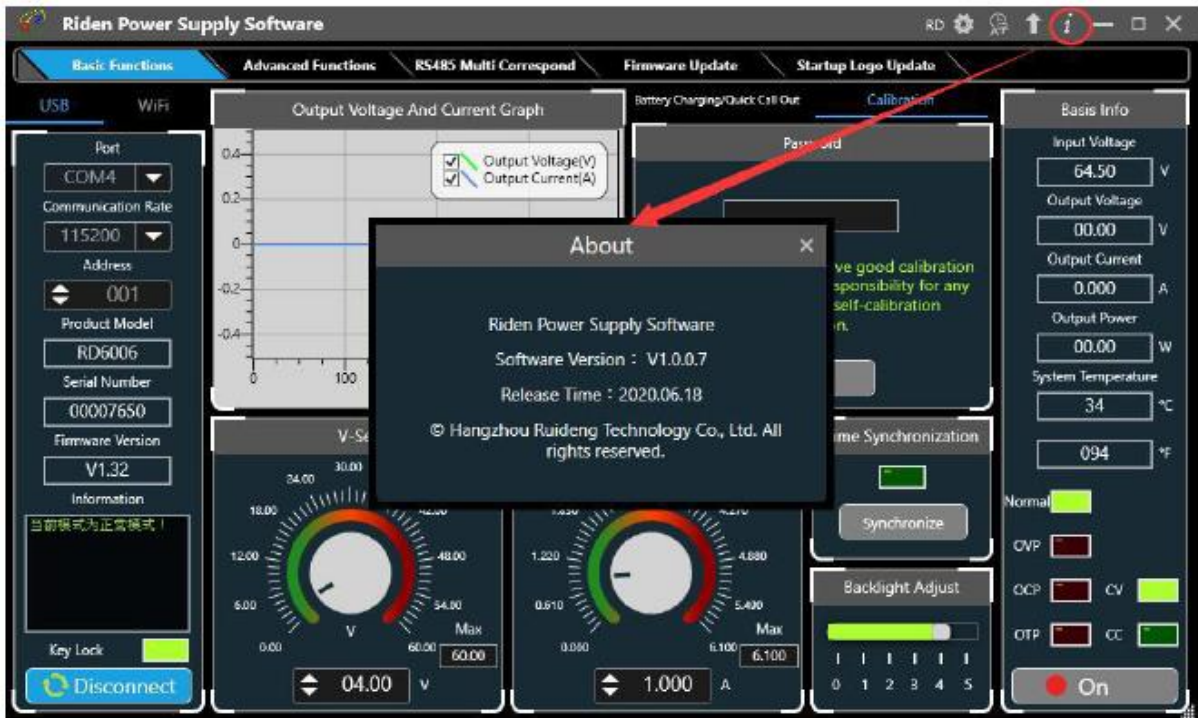 Riden Power Supply Software
RD
Basic Functions
Advanced Functions
RS485 Multi Correspond
Firmware Update
Startup Logo Update
USB
WiFi
Port
COM4
Communication Rate
115200
Address
001
Product Model
RD6006
Serial Number
00007650
Firmware Version
V1.32
Information
当前模式为正常模式！
Key Lock
Disconnect
Output Voltage And Current Graph
Output Voltage(V)
Output Current(A)
0.4
0.2
0
-0.2
-0.4
0
100
Battery Charging/Quick Call Out
Calibration
Password
ve good calibration
sponsibility for any
self-calibration
n.
About
Riden Power Supply Software
Software Version： V1.0.0.7
Release Time：2020.06.18
© Hangzhou Ruideng Technology Co., Ltd. All
rights reserved.
V-Se
0.00
6.00
12.00
18.00
24.00
30.00
48.00
54.00
60.00
V
Max
60.00
04.00 V
0.000
0.610
1.220
4.880
5.490
6.100
A
Max
6.100
1.000 A
me Synchronization
Synchronize
Backlight Adjust
0 1 2 3 4 5
Basis Info
Input Voltage
64.50 V
Output Voltage
00.00 V
Output Current
0.000 A
Output Power
00.00 W
System Temperature
34 ℃
094 ℉
Normal
OVP
OCP
CV
OTP
CC
On